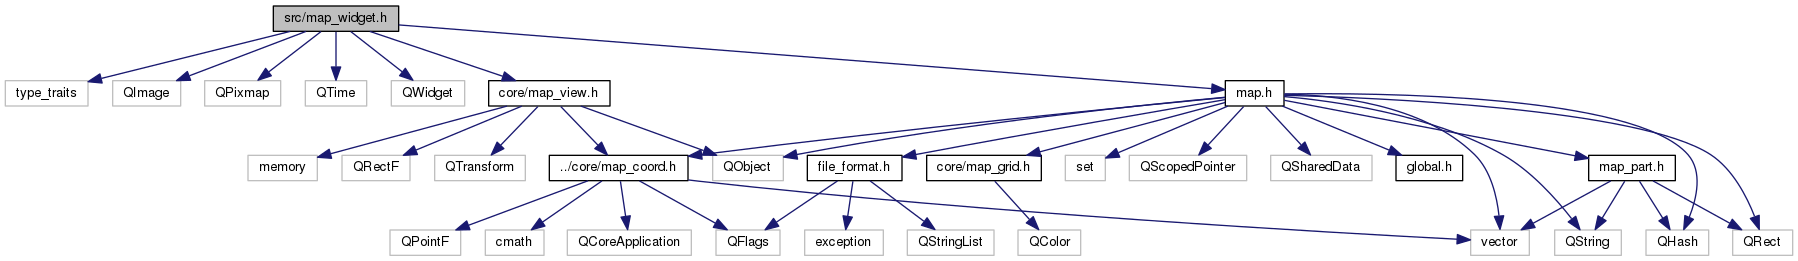 src/map_widget.h
type_traits
QImage
QPixmap
QTime
QWidget
core/map_view.h
map.h
memory
QRectF
QTransform
../core/map_coord.h
QObject
file_format.h
core/map_grid.h
set
QScopedPointer
QSharedData
global.h
map_part.h
QPointF
cmath
QCoreApplication
QFlags
exception
QStringList
QColor
vector
QString
QHash
QRect